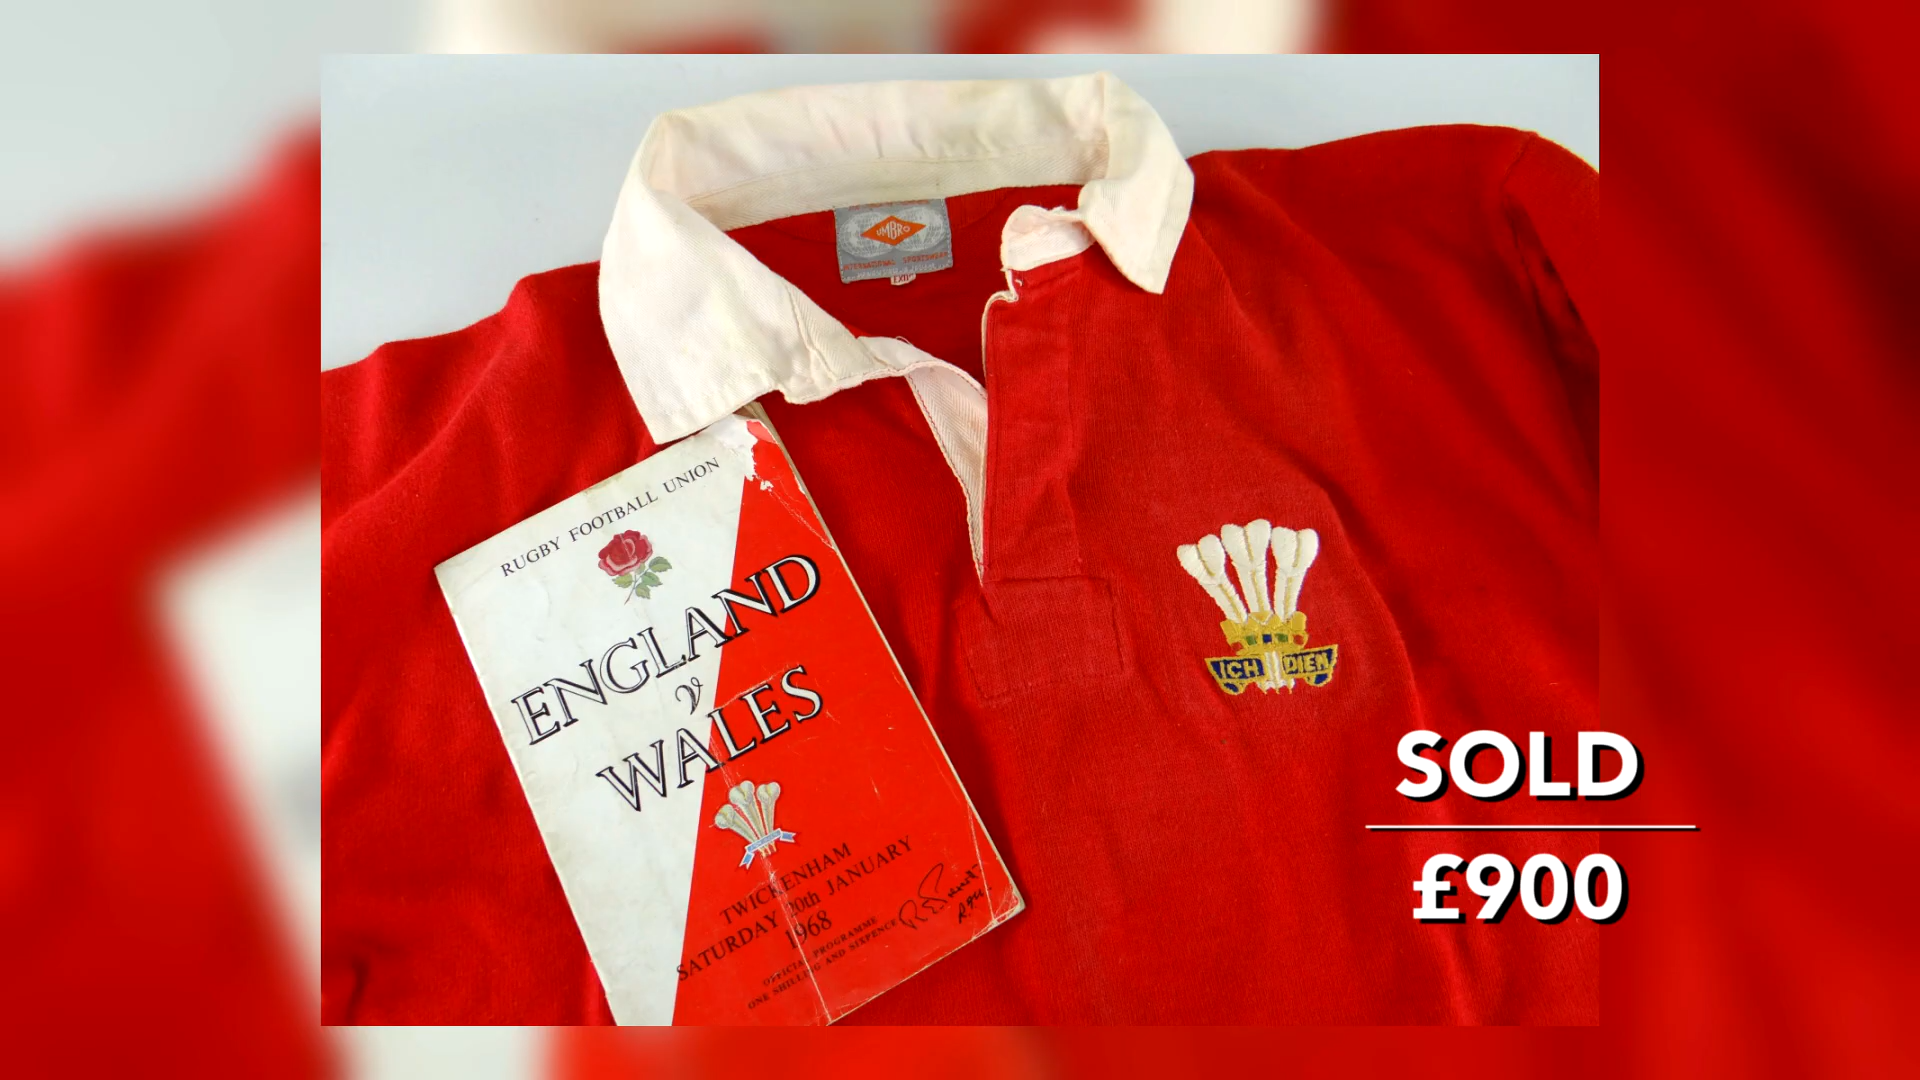 UMBRO
RUGBY FOOTBALL UNION
ENGLAND
v
WALES
TWICKENHAM
SATURDAY 20th JANUARY
1968
OFFICIAL PROGRAMME
ONE SHILLING AND SIXPENCE
ICH DIEN
SOLD
£900